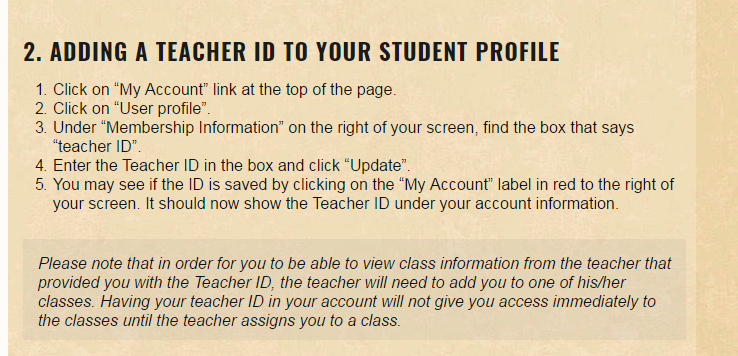 2. ADDING A TEACHER ID TO YOUR STUDENT PROFILE
1. Click on “My Account” link at the top of the page.
2. Click on “User profile”.
3. Under “Membership Information” on the right of your screen, find the box that says
“teacher ID”.
4. Enter the Teacher ID in the box and click “Update”.
5. You may see if the ID is saved by clicking on the “My Account” label in red to the right of
your screen. It should now show the Teacher ID under your account information.
Please note that in order for you to be able to view class information from the teacher that
provided you with the Teacher ID, the teacher will need to add you to one of his/her
classes. Having your teacher ID in your account will not give you access immediately to
the classes until the teacher assigns you to a class.